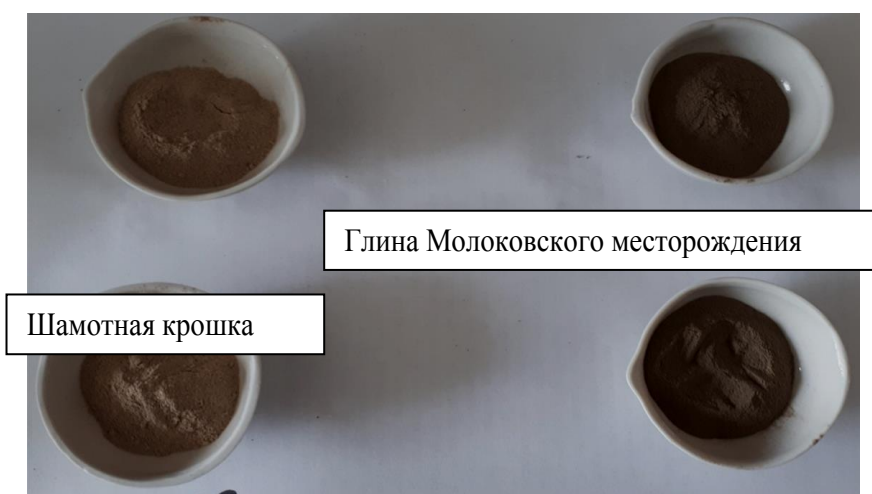 Глина Молоковского месторождения
Шамотная крошка